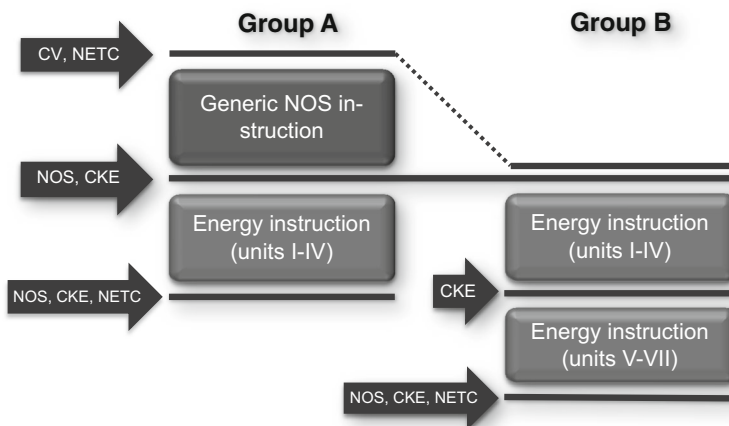 Group A
Group B
CV, NETC
Generic NOS in-
struction
NOS, CKE
Energy instruction
(units I-IV)
Energy instruction
(units I-IV)
NOS, CKE, NETC
CKE
Energy instruction
(units V-VII)
NOS, CKE, NETC